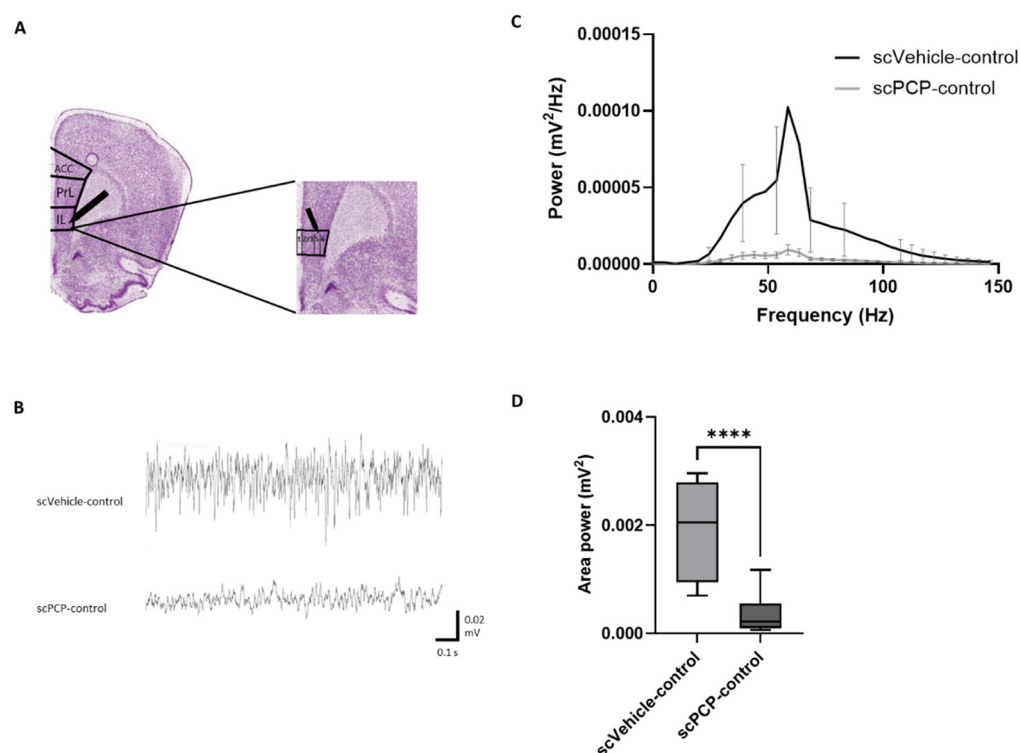 A
ACC
PrL
IL
B
scVehicle-control
scPCP-control
0.02
mV
0.1 s
C
0.00015
0.00010
0.00005
0.00000
Power (mV²/Hz)
scVehicle-control
scPCP-control
0
50
100
150
Frequency (Hz)
D
0.004
0.002
0.000
Area power (mV²)
****
scVehicle-control
scPCP-control